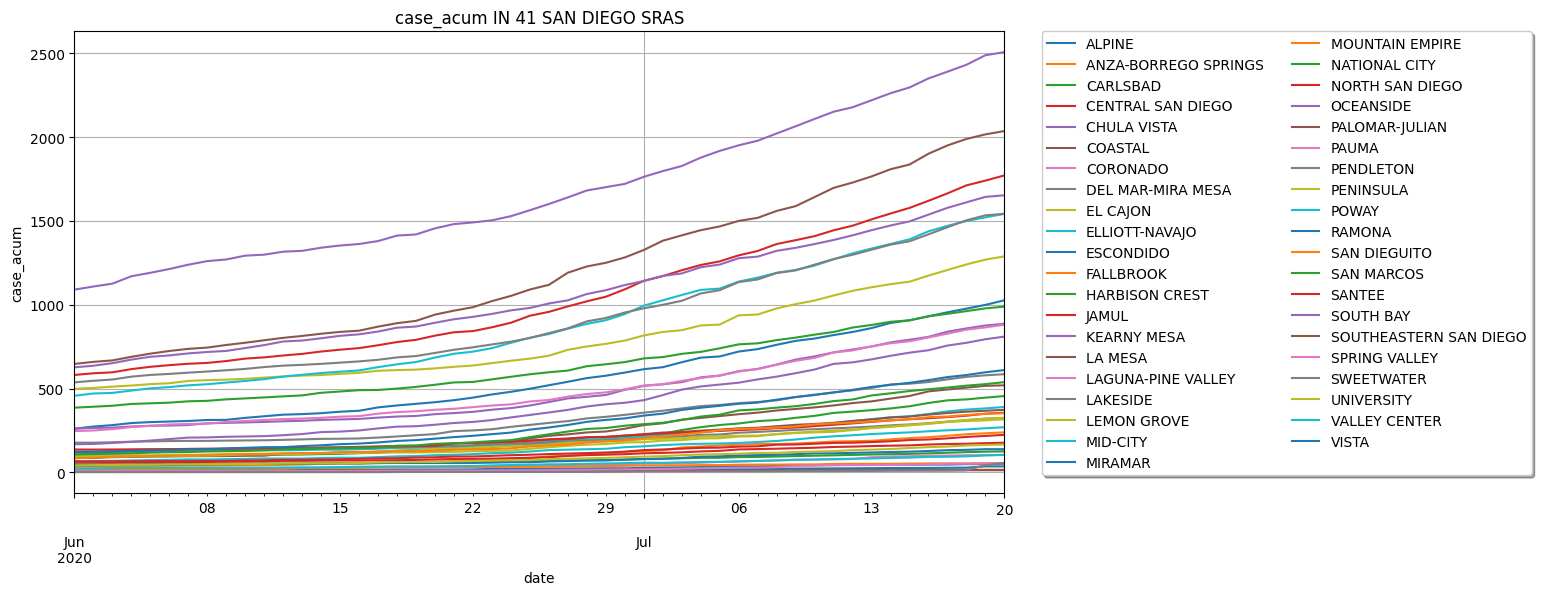 case_acum IN 41 SAN DIEGO SRAS
2500
2000
1500
1000
500
0
case_acum
08
15
22
29
06
13
20
Jun
2020
Jul
date
ALPINE
ANZA-BORREGO SPRINGS
CARLSBAD
CENTRAL SAN DIEGO
CHULA VISTA
COASTAL
CORONADO
DEL MAR-MIRA MESA
EL CAJON
ELLIOTT-NAVAJO
ESCONDIDO
FALLBROOK
HARBISON CREST
JAMUL
KEARNY MESA
LA MESA
LAGUNA-PINE VALLEY
LAKESIDE
LEMON GROVE
MID-CITY
MIRAMAR
MOUNTAIN EMPIRE
NATIONAL CITY
NORTH SAN DIEGO
OCEANSIDE
PALOMAR-JULIAN
PAUMA
PENDLETON
PENINSULA
POWAY
RAMONA
SAN DIEGUITO
SAN MARCOS
SANTEE
SOUTH BAY
SOUTHEASTERN SAN DIEGO
SPRING VALLEY
SWEETWATER
UNIVERSITY
VALLEY CENTER
VISTA